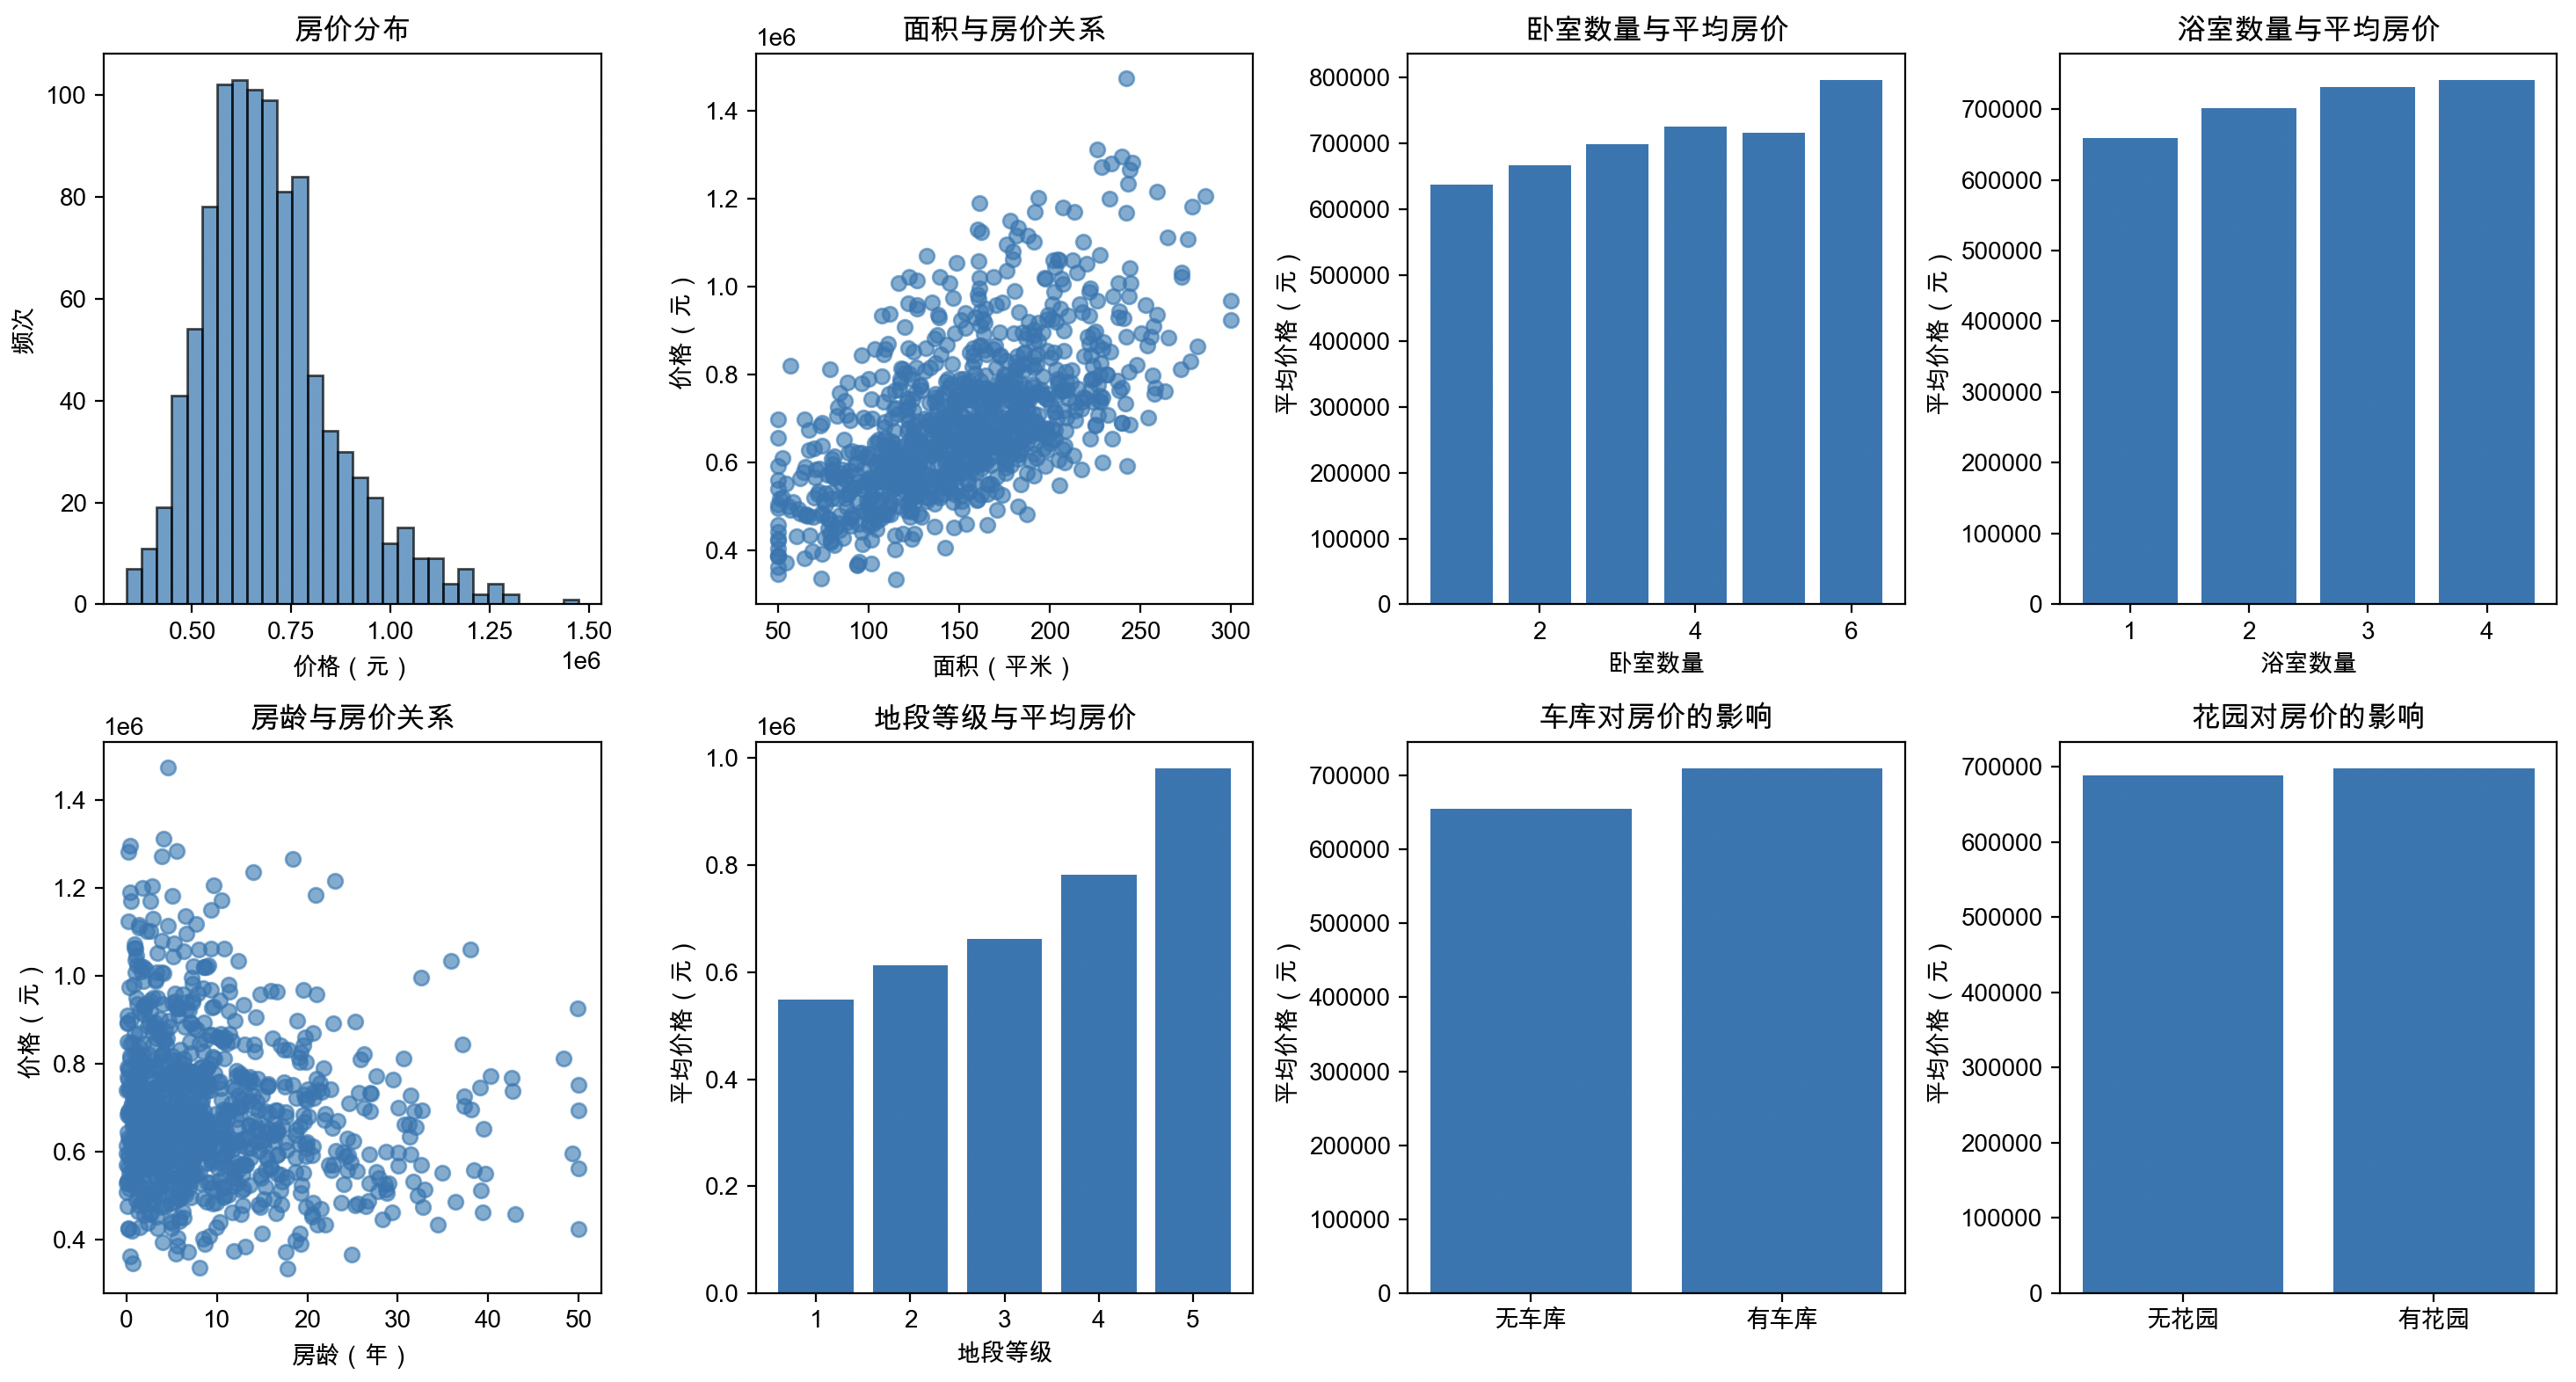 房价分布
100
80
60
40
20
0
频次
0.50 0.75 1.00 1.25 1.50
1e6
价格（元）
面积与房价关系
1e6
1.4
1.2
1.0
0.8
0.6
0.4
价格（元）
50 100 150 200 250 300
面积（平米）
卧室数量与平均房价
800000
700000
600000
500000
400000
300000
200000
100000
0
平均价格（元）
2 4 6
卧室数量
浴室数量与平均房价
700000
600000
500000
400000
300000
200000
100000
0
平均价格（元）
1 2 3 4
浴室数量
房龄与房价关系
1e6
1.4
1.2
1.0
0.8
0.6
0.4
价格（元）
0 10 20 30 40 50
房龄（年）
地段等级与平均房价
1e6
1.0
0.8
0.6
0.4
0.2
0.0
平均价格（元）
1 2 3 4 5
地段等级
车库对房价的影响
700000
600000
500000
400000
300000
200000
100000
0
平均价格（元）
无车库 有车库
花园对房价的影响
700000
600000
500000
400000
300000
200000
100000
0
平均价格（元）
无花园 有花园